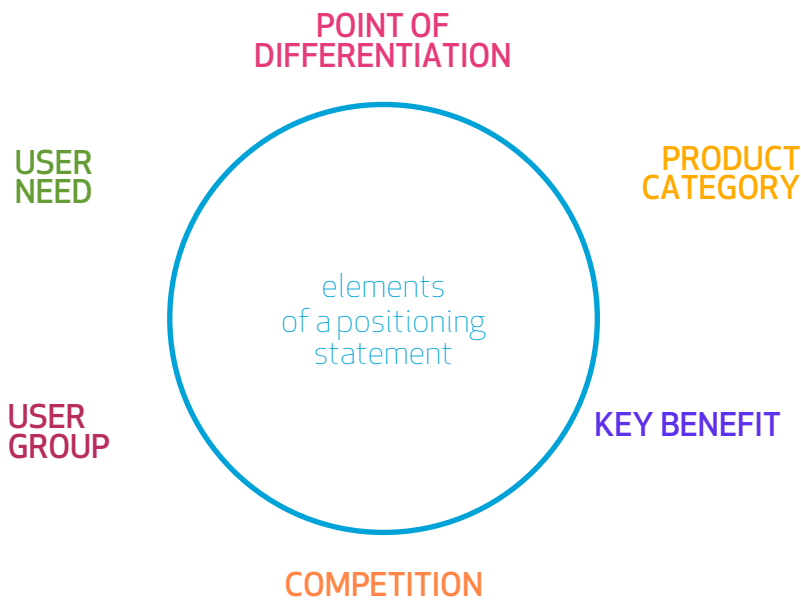 POINT OF
DIFFERENTIATION
USER
NEED
PRODUCT
CATEGORY
elements
of a positioning
statement
USER
GROUP
KEY BENEFIT
COMPETITION